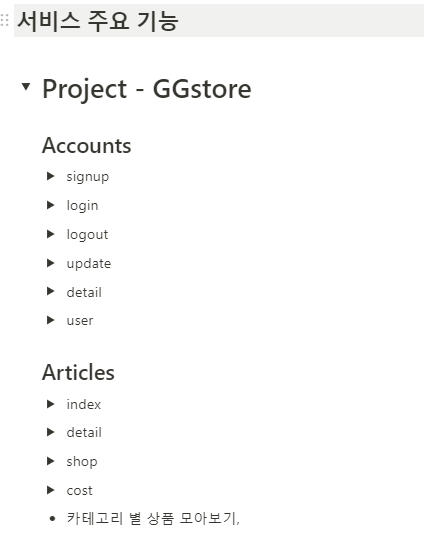 서비스 주요 기능
Project - GGstore
Accounts
signup
login
logout
update
detail
user
Articles
index
detail
shop
cost
카테고리 별 상품 모아보기,